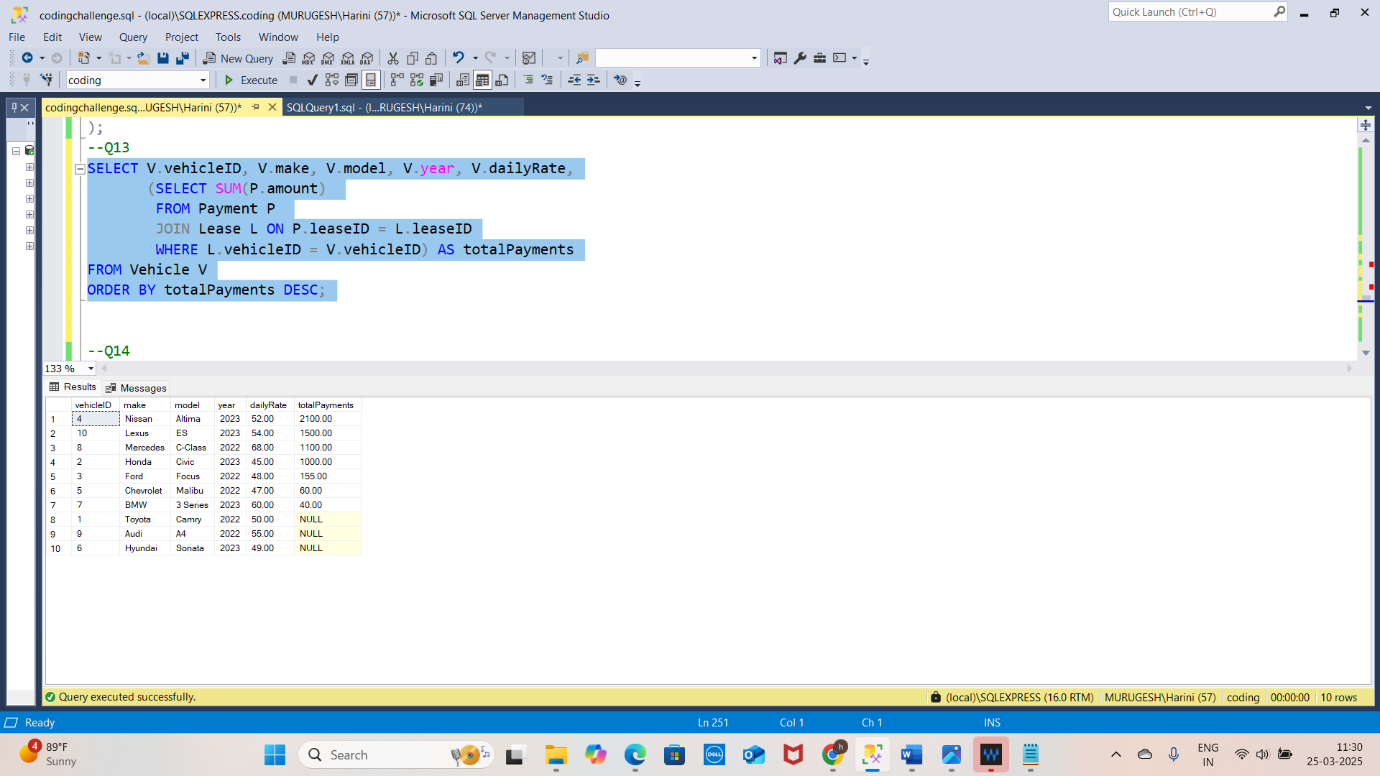 codingchallenge.sql - (local)\SQLEXPRESS.coding (MURUGESH\Harini (57))* - Microsoft SQL Server Management Studio
Quick Launch (Ctrl+Q)
File Edit View Query Project Tools Window Help
New Query
coding Execute
codingchallenge.sq...UGESH\Harini (57))* SQLQuery1.sql - (l...RUGESH\Harini (74))*
);
--Q13
SELECT V.vehicleID, V.make, V.model, V.year, V.dailyRate,
(SELECT SUM(P.amount)
FROM Payment P
JOIN Lease L ON P.leaseID = L.leaseID
WHERE L.vehicleID = V.vehicleID) AS totalPayments
FROM Vehicle V
ORDER BY totalPayments DESC;
--Q14
133 %
Results Messages
vehicleID make model year dailyRate totalPayments
1 4 Nissan Altima 2023 52.00 2100.00
2 10 Lexus ES 2023 54.00 1500.00
3 8 Mercedes C-Class 2022 68.00 1100.00
4 2 Honda Civic 2023 45.00 1000.00
5 3 Ford Focus 2022 48.00 155.00
6 5 Chevrolet Malibu 2022 47.00 60.00
7 7 BMW 3 Series 2023 60.00 40.00
8 1 Toyota Camry 2022 50.00 NULL
9 9 Audi A4 2022 55.00 NULL
10 6 Hyundai Sonata 2023 49.00 NULL
Query executed successfully. (local)\SQLEXPRESS (16.0 RTM) MURUGESH\Harini (57) coding 00:00:00 10 rows
Ready Ln 251 Col 1 Ch 1 INS
4 89°F
Sunny
Search
DELL
h
ENG
IN
11:30
25-03-2025